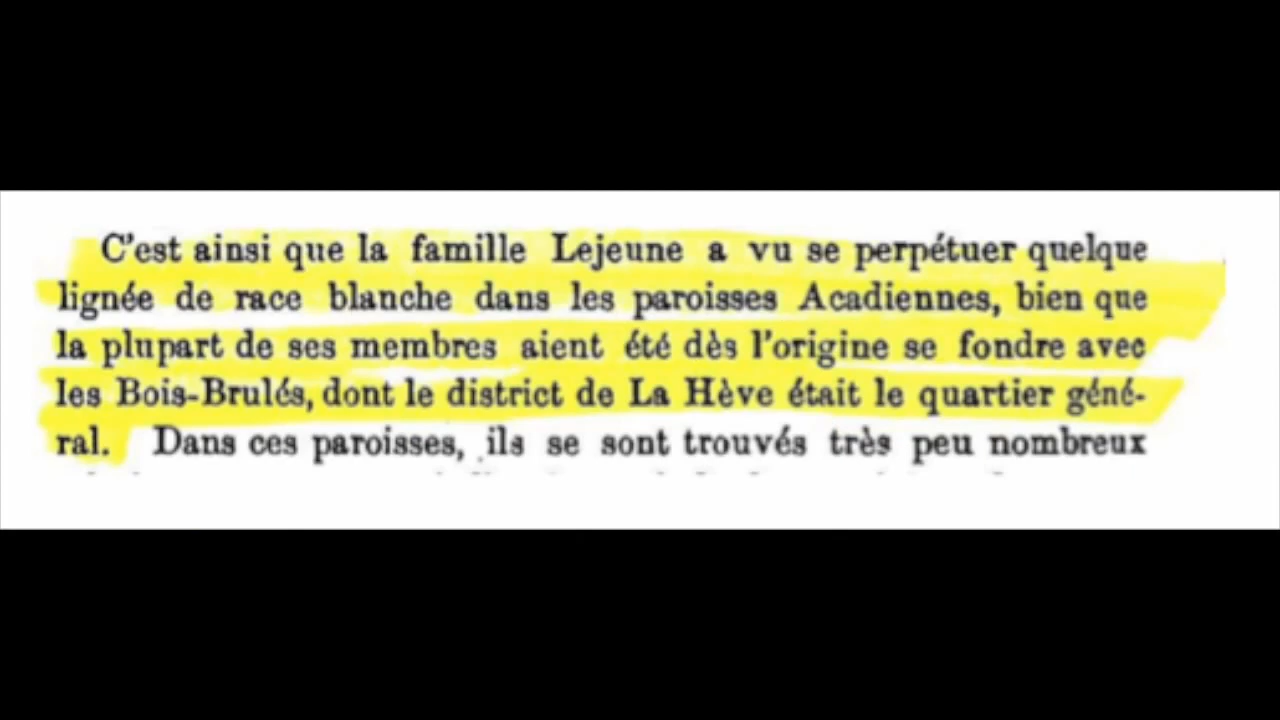 C'est ainsi que la famille Lejeune a vu se perpétuer quelque
lignée de race blanche dans les paroisses Acadiennes, bien que
la plupart de ses membres aient été dès l'origine se fondre avec
les Bois-Brulés, dont le district de La Hève était le quartier géné-
ral. Dans ces paroisses, ils se sont trouvés très peu nombreux